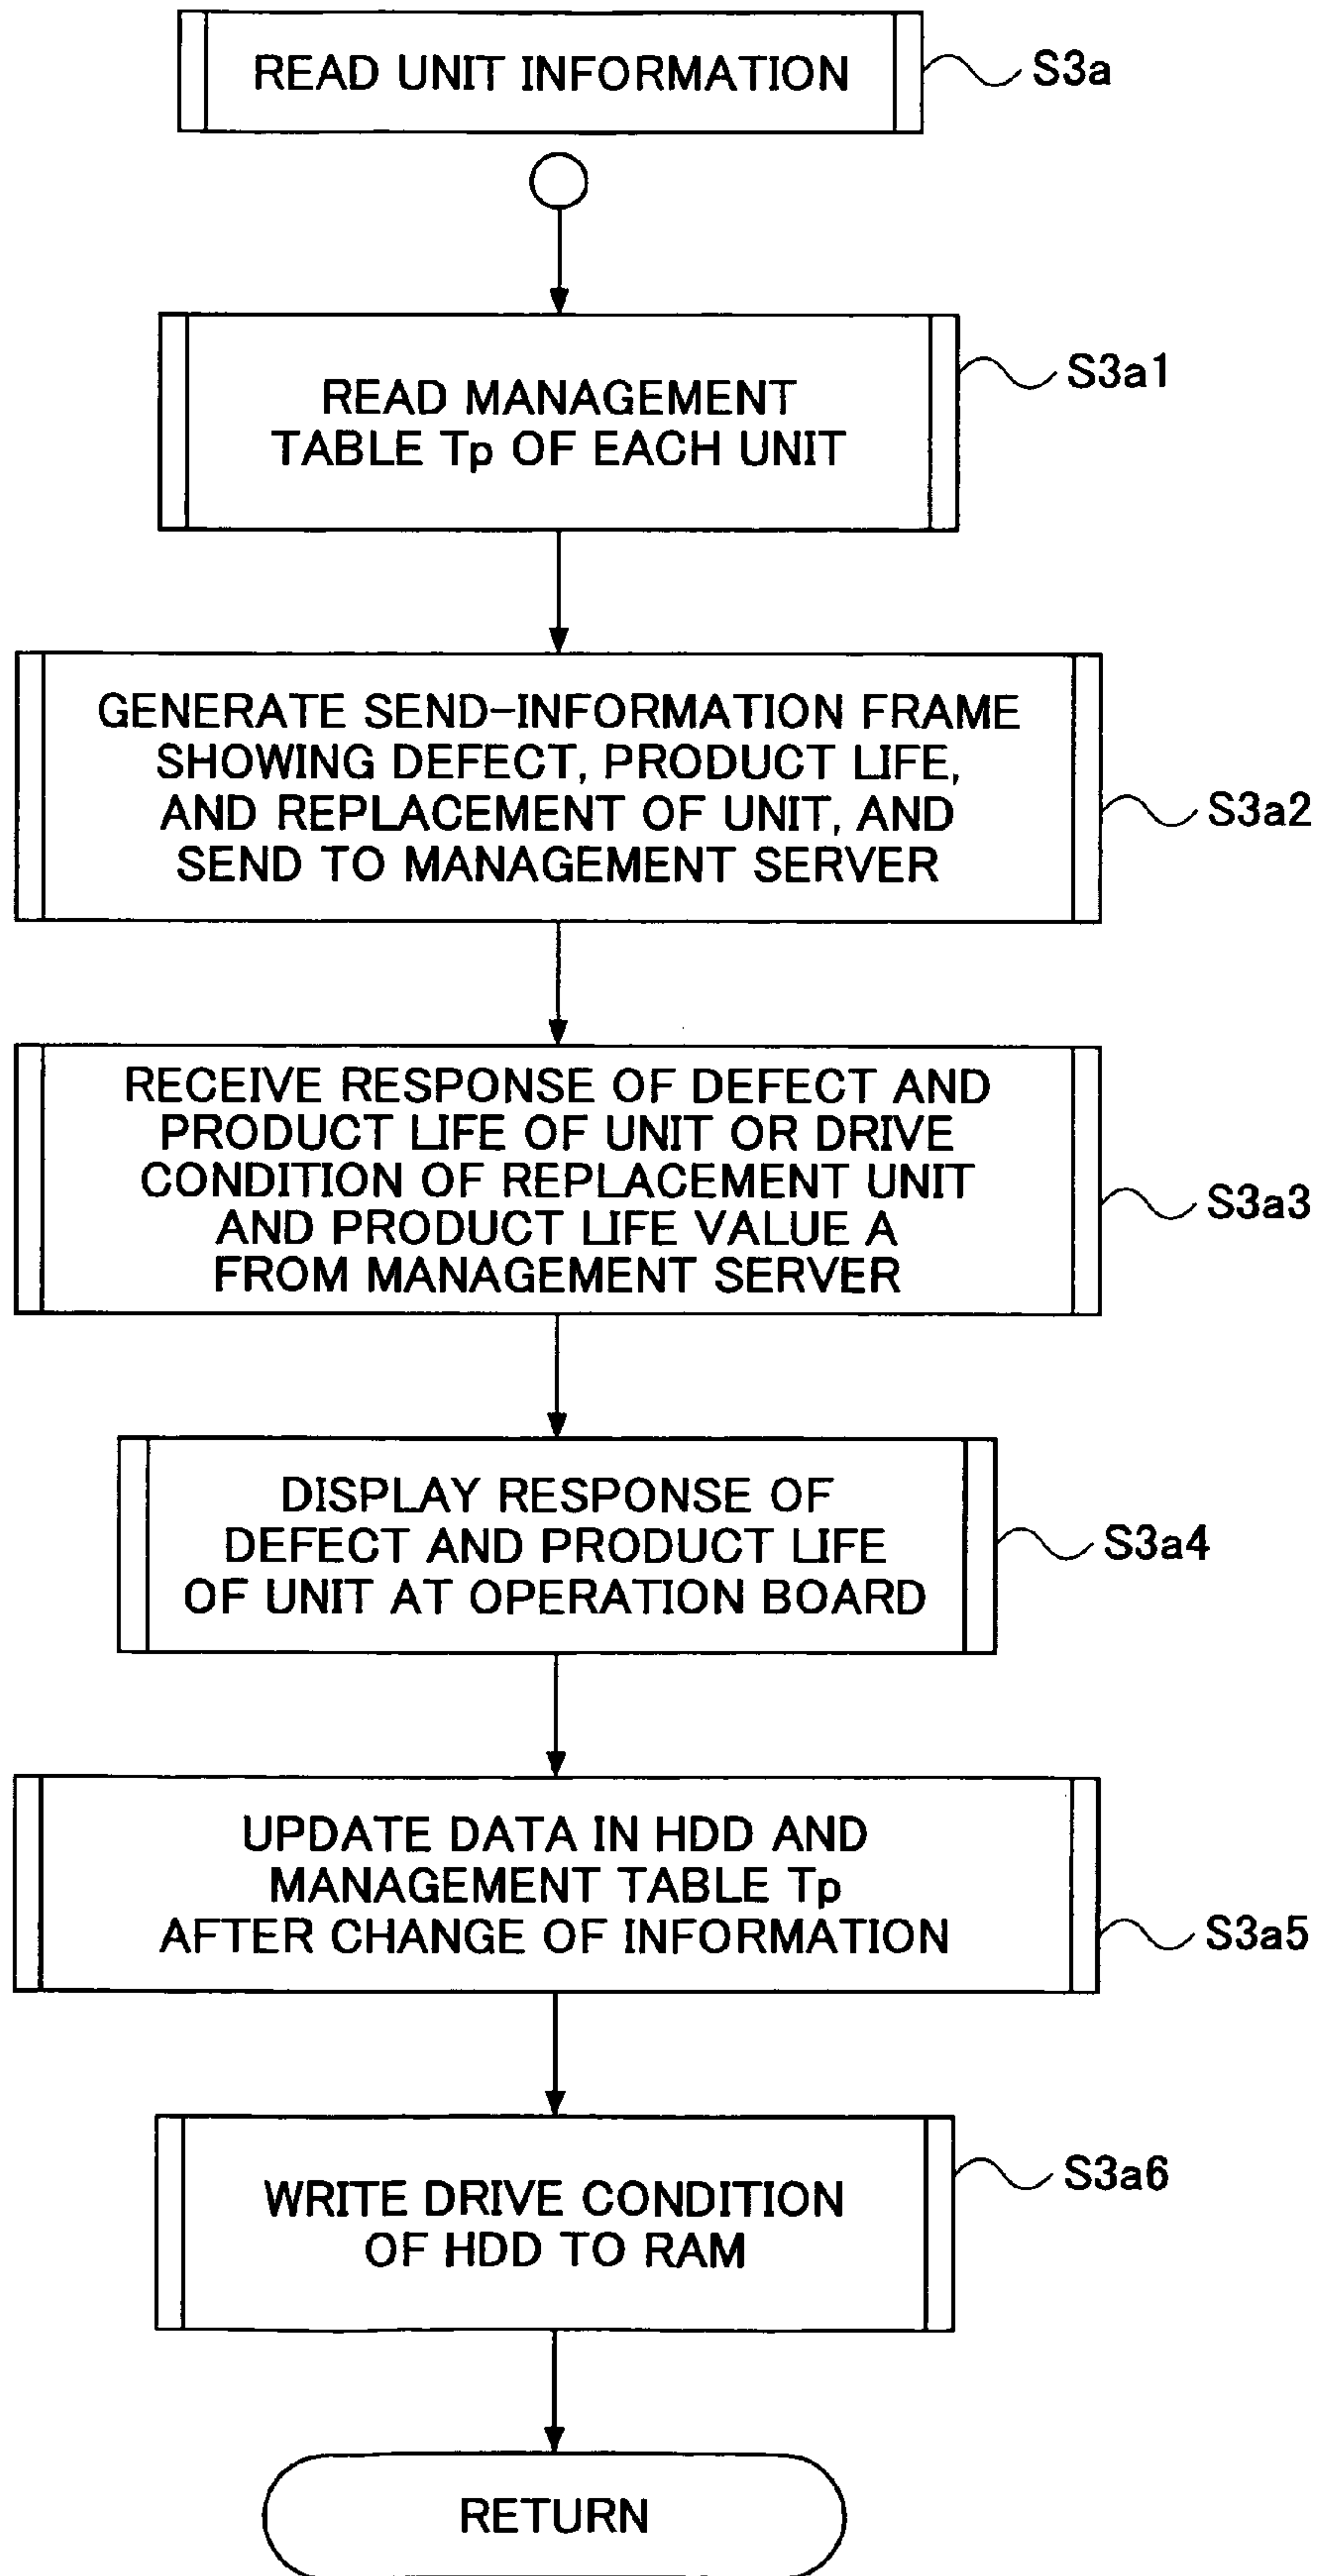 READ UNIT INFORMATION
S3a
READ MANAGEMENT
TABLE Tp OF EACH UNIT
S3a1
GENERATE SEND-INFORMATION FRAME
SHOWING DEFECT, PRODUCT LIFE,
AND REPLACEMENT OF UNIT, AND
SEND TO MANAGEMENT SERVER
S3a2
RECEIVE RESPONSE OF DEFECT AND
PRODUCT LIFE OF UNIT OR DRIVE
CONDITION OF REPLACEMENT UNIT
AND PRODUCT LIFE VALUE A
FROM MANAGEMENT SERVER
S3a3
DISPLAY RESPONSE OF
DEFECT AND PRODUCT LIFE
OF UNIT AT OPERATION BOARD
S3a4
UPDATE DATA IN HDD AND
MANAGEMENT TABLE Tp
AFTER CHANGE OF INFORMATION
S3a5
WRITE DRIVE CONDITION
OF HDD TO RAM
S3a6
RETURN